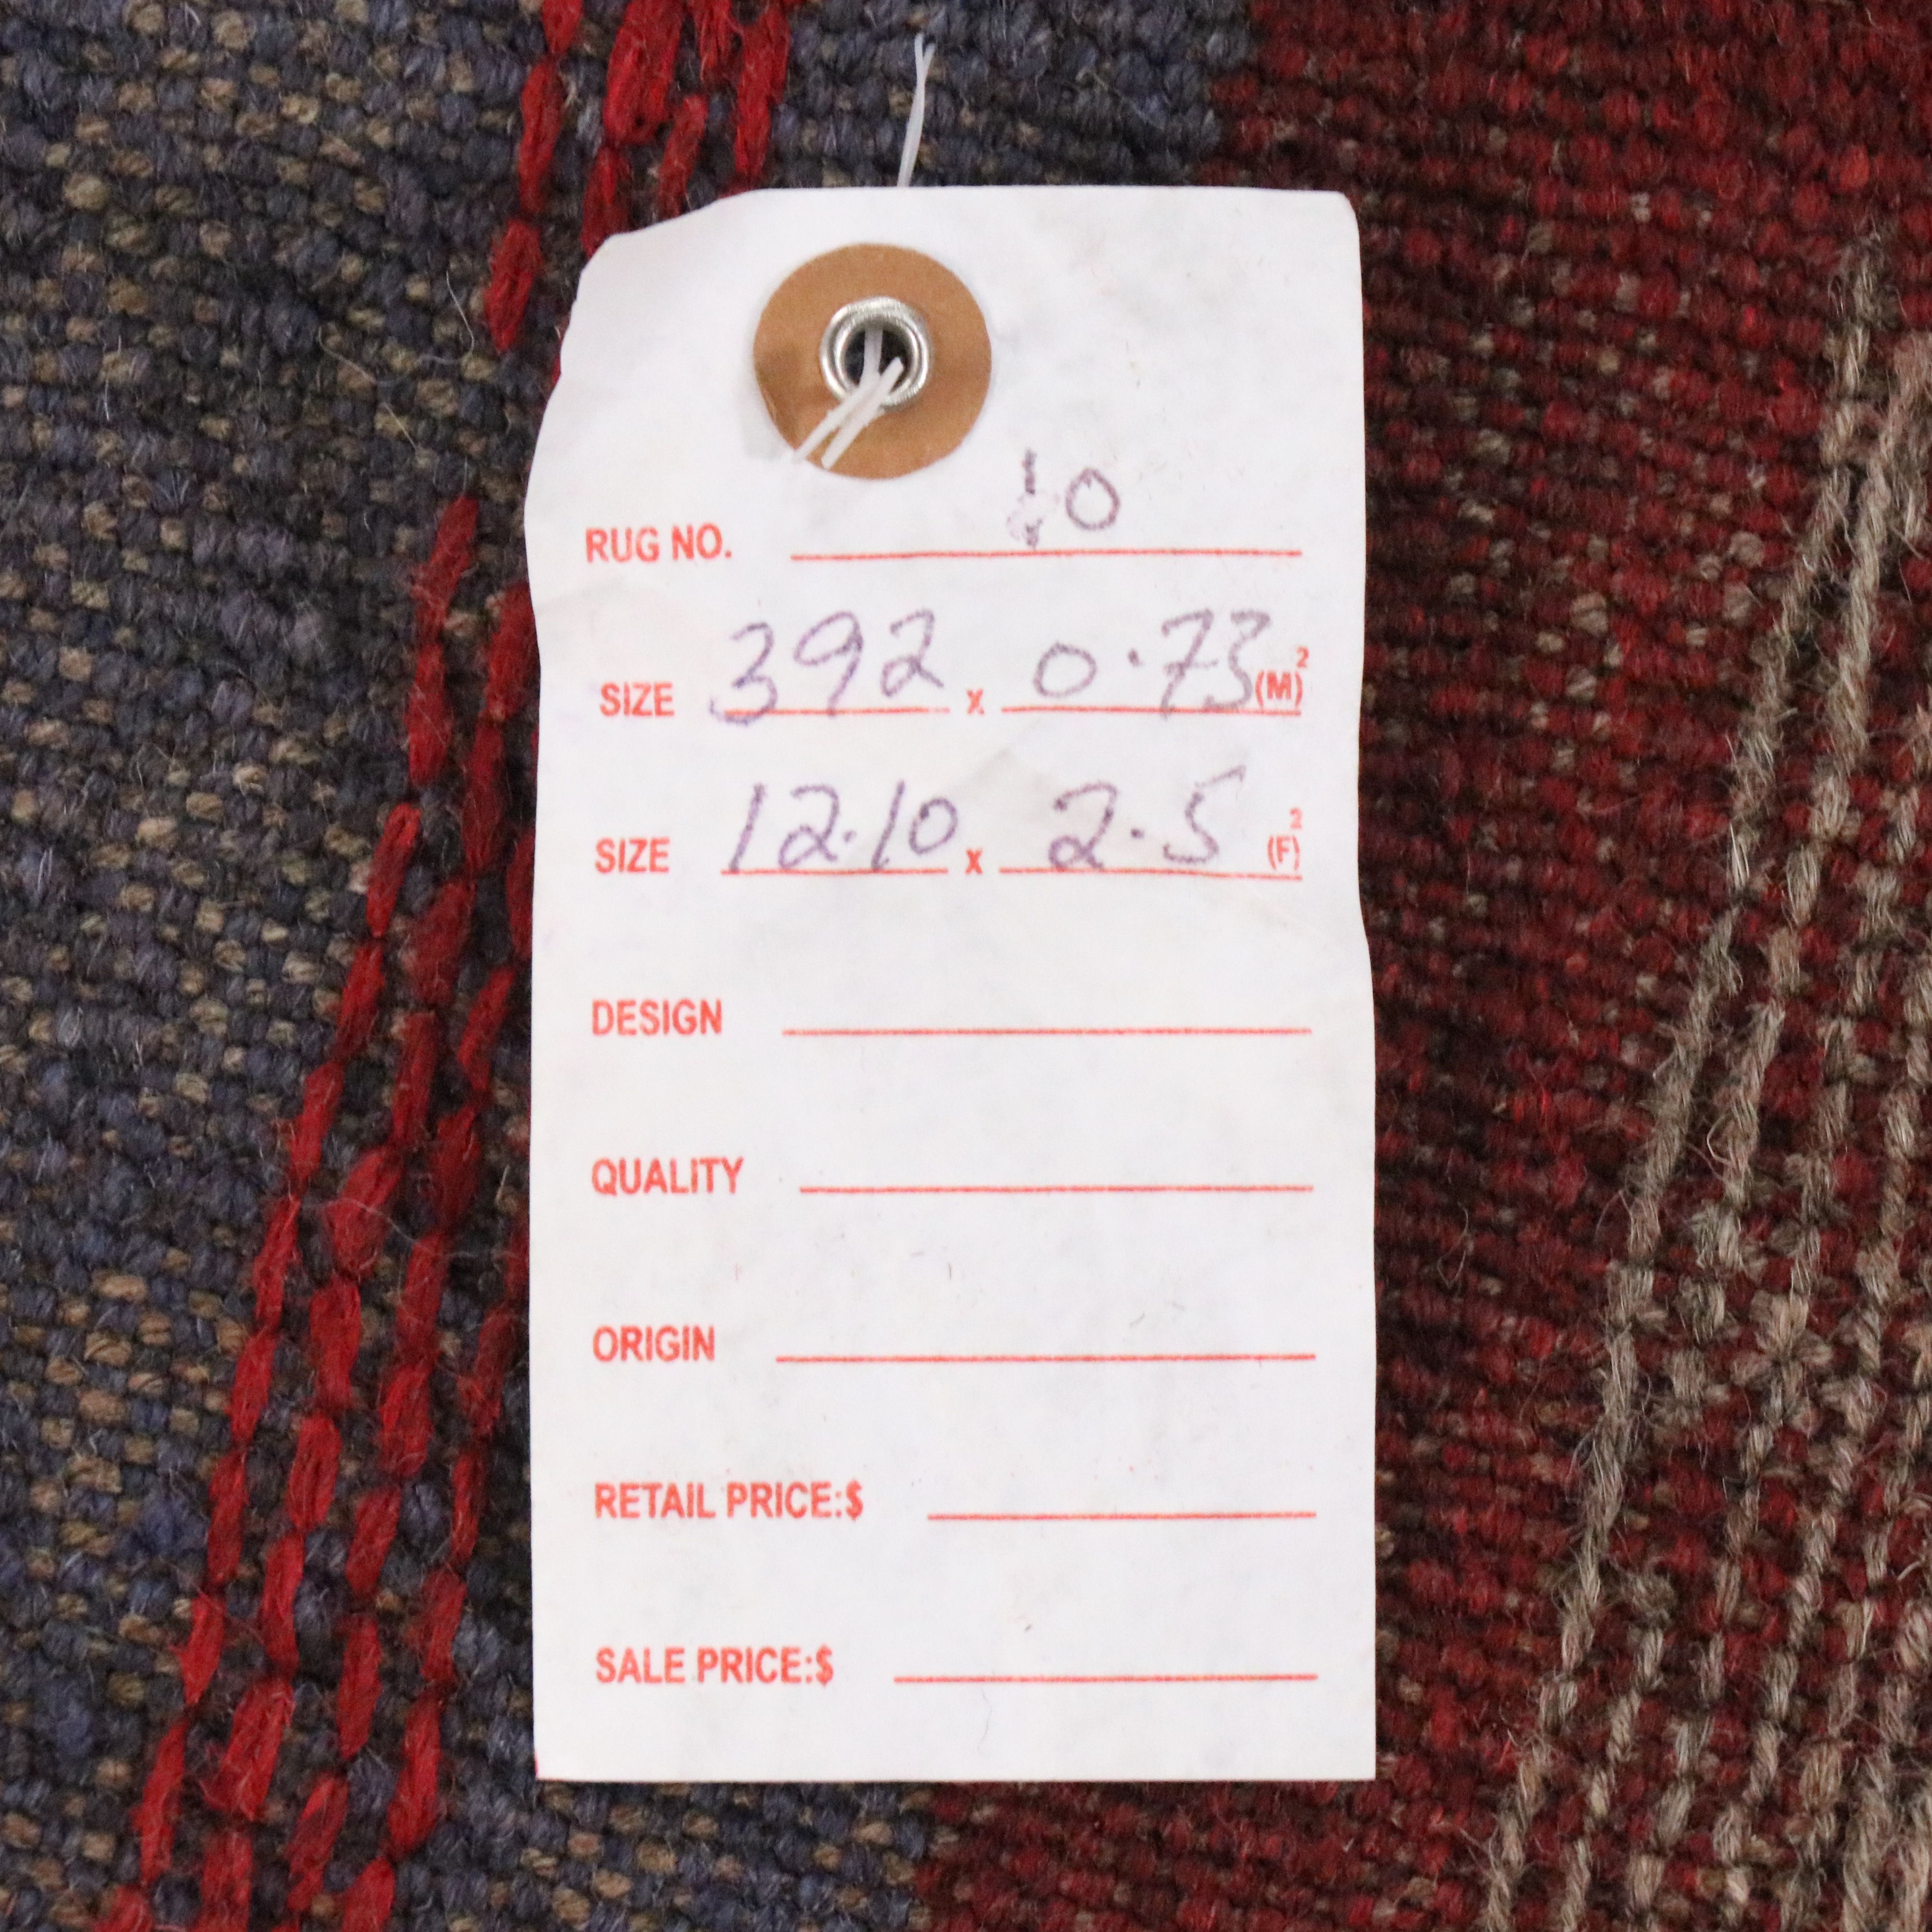 RUG NO. 10
SIZE 392 x 0.73 (M)²
SIZE 12.10 x 2.5 (F)²
DESIGN
QUALITY
ORIGIN
RETAIL PRICE:$
SALE PRICE:$